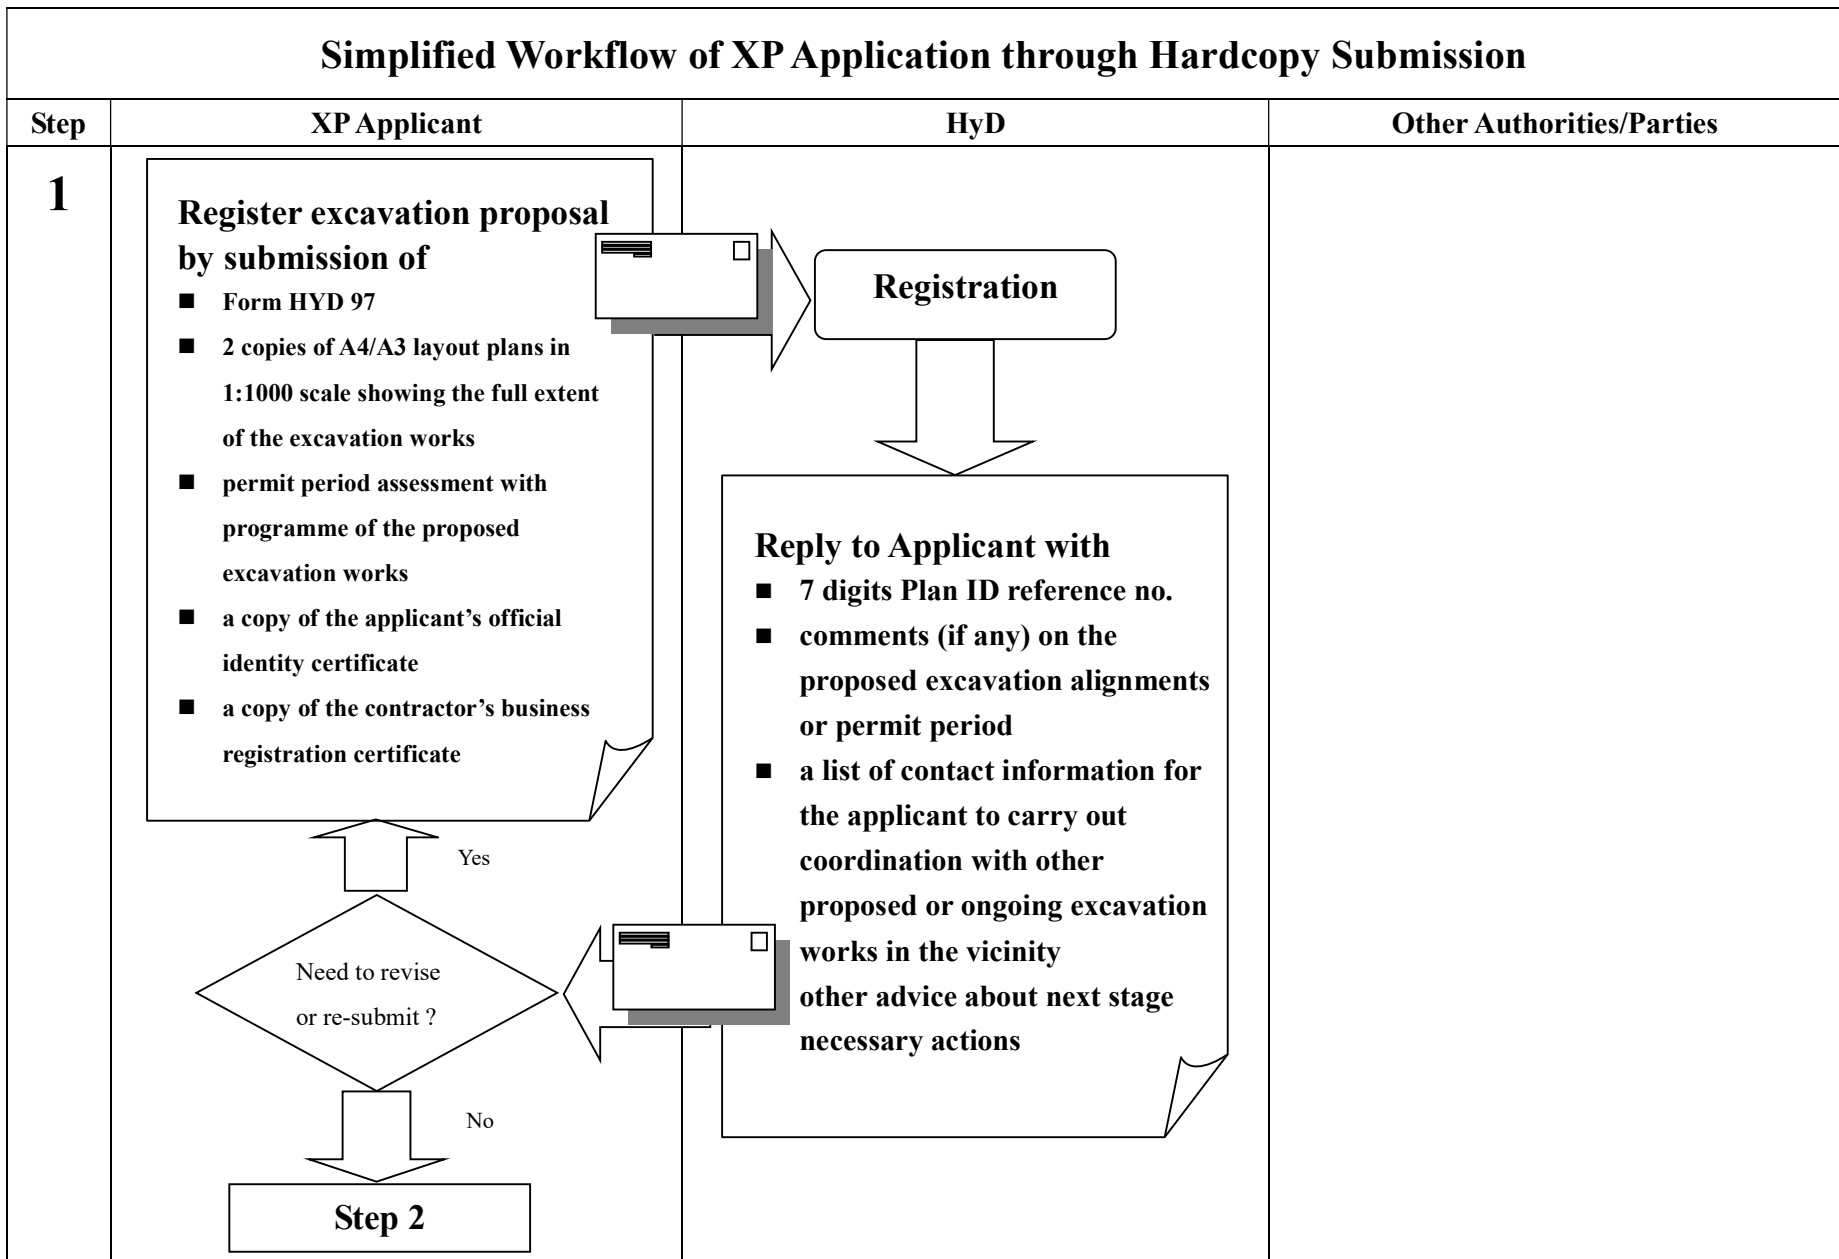 Simplified Workflow of XP Application through Hardcopy Submission
Step
XP Applicant
HyD
Other Authorities/Parties
1
Register excavation proposal
by submission of
■ Form HYD 97
■ 2 copies of A4/A3 layout plans in
1:1000 scale showing the full extent
of the excavation works
■ permit period assessment with
programme of the proposed
excavation works
■ a copy of the applicant’s official
identity certificate
■ a copy of the contractor’s business
registration certificate
Registration
Reply to Applicant with
■ 7 digits Plan ID reference no.
■ comments (if any) on the
proposed excavation alignments
or permit period
■ a list of contact information for
the applicant to carry out
coordination with other
proposed or ongoing excavation
works in the vicinity
other advice about next stage
necessary actions
Yes
Need to revise
or re-submit ?
No
Step 2